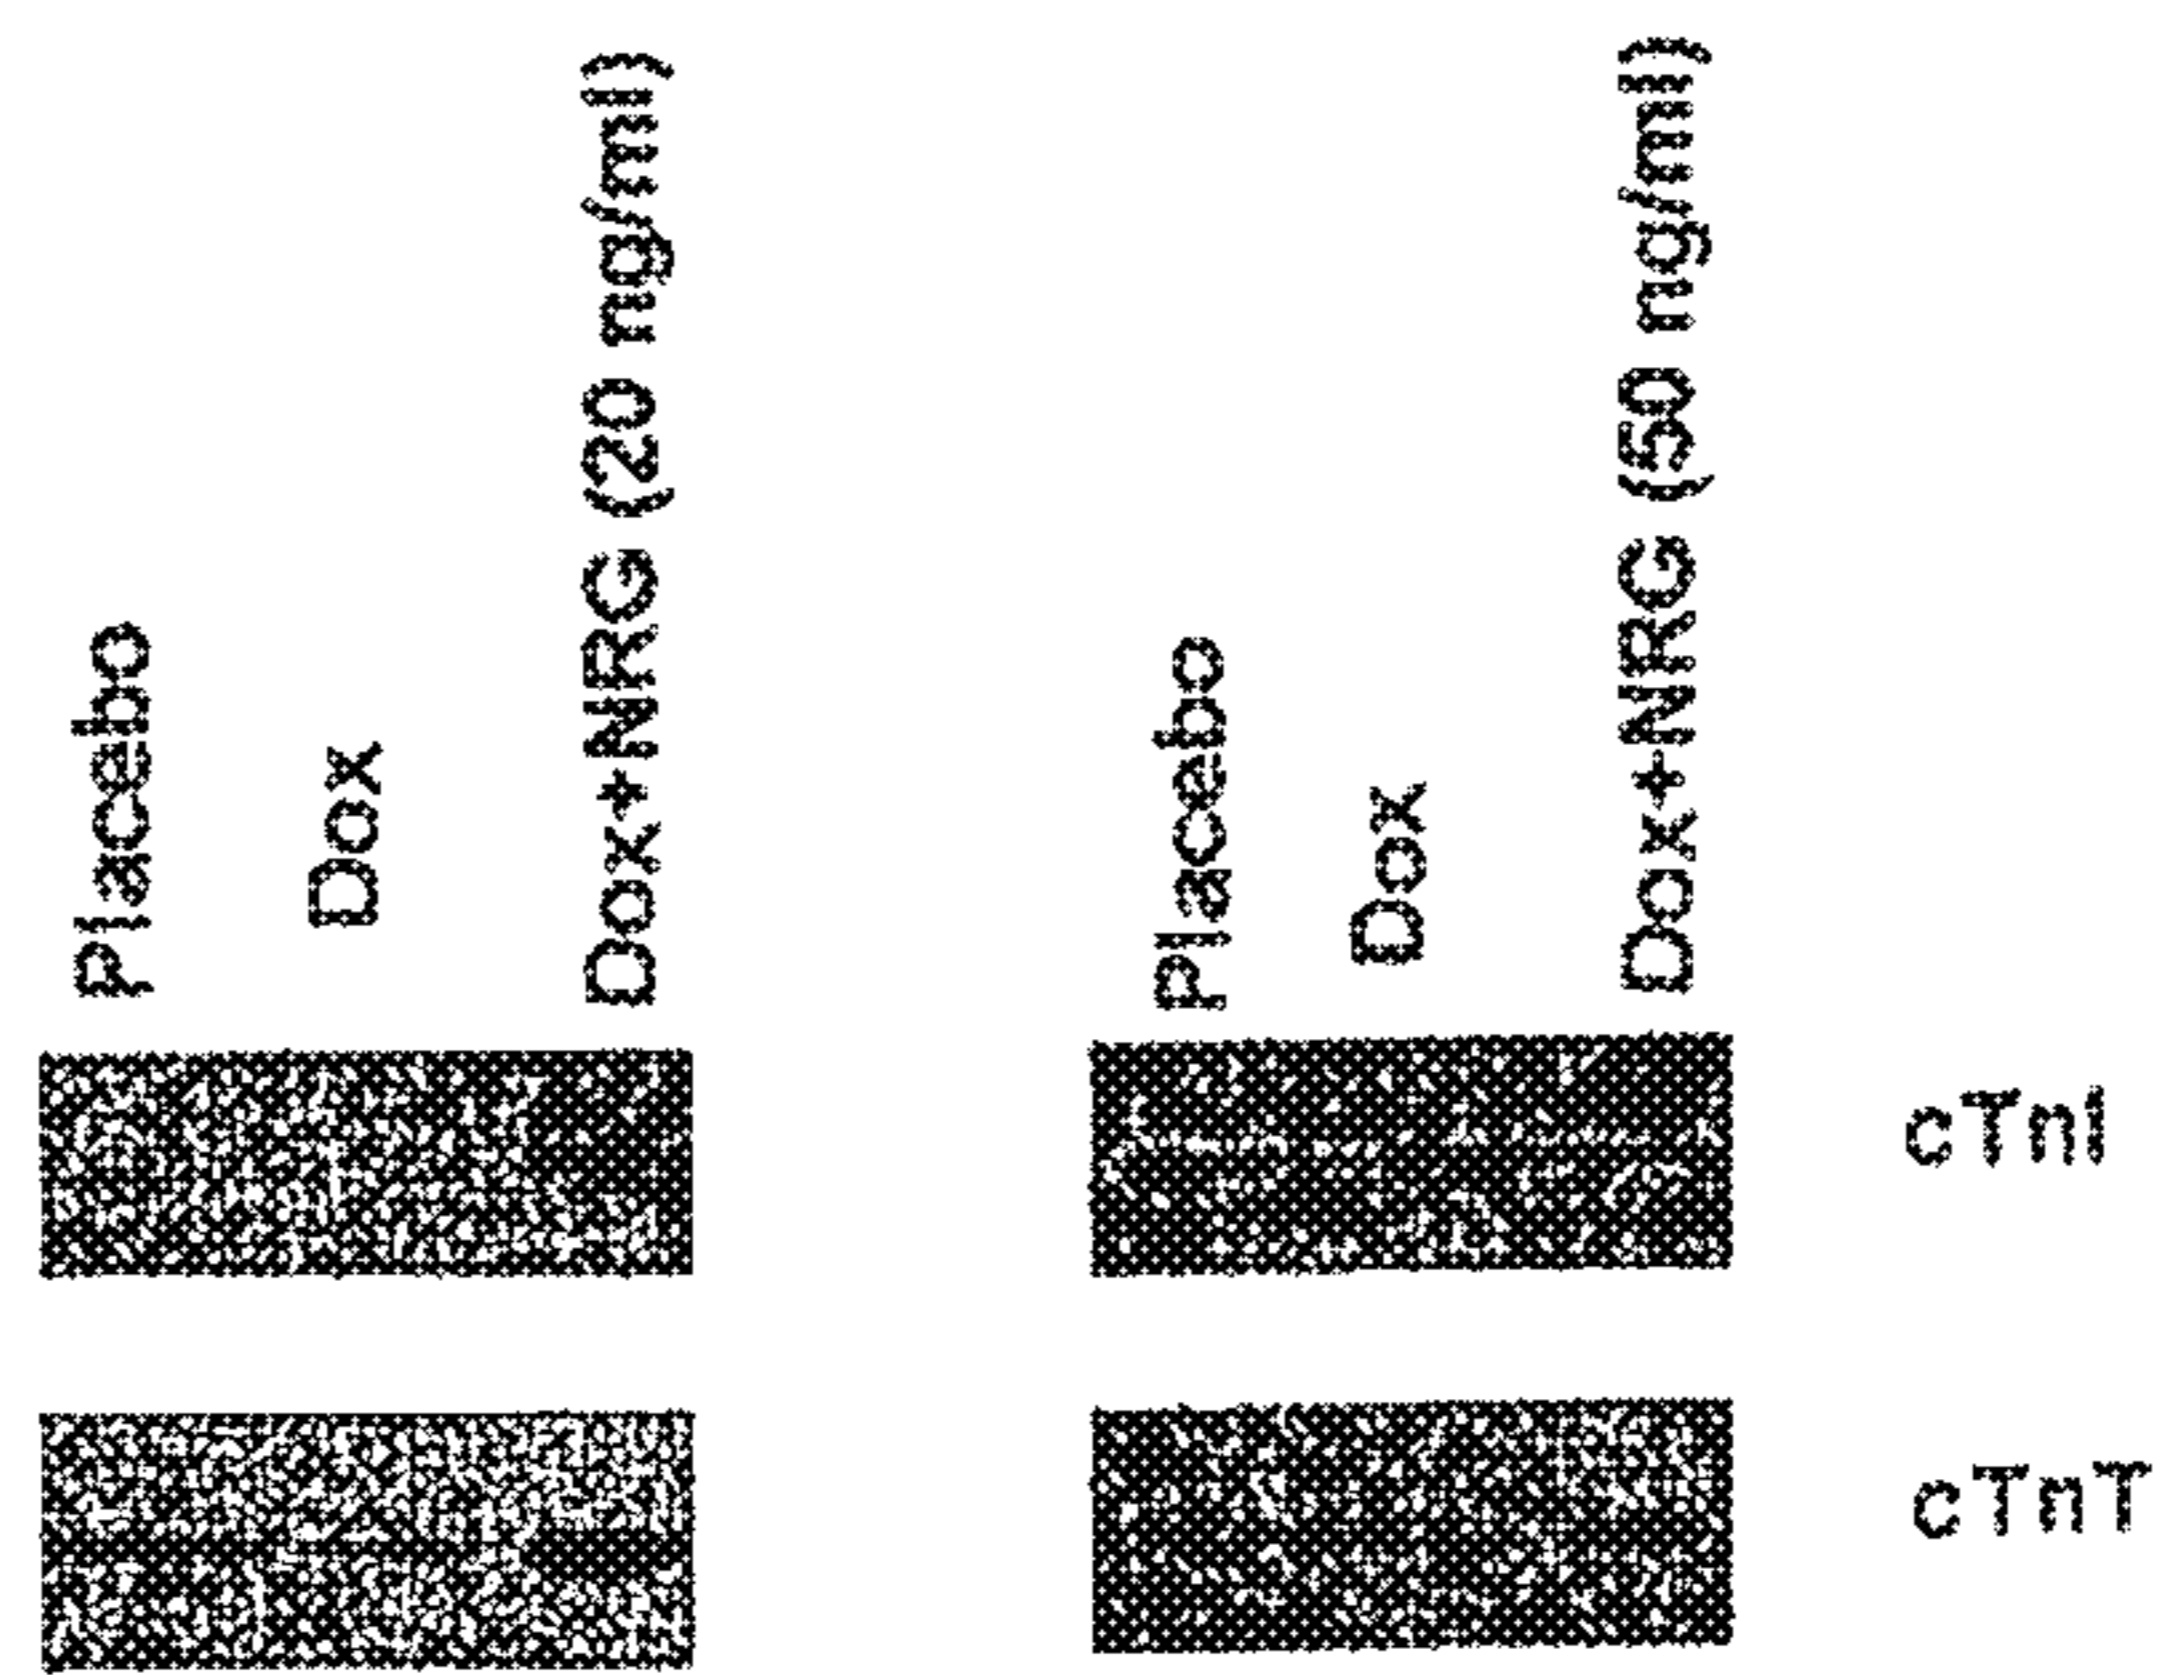 Placebo
Dox
Dox+NRG (20 ng/ml)
Placebo
Dox
Dox+NRG (50 ng/ml)
cTnI
cTnT